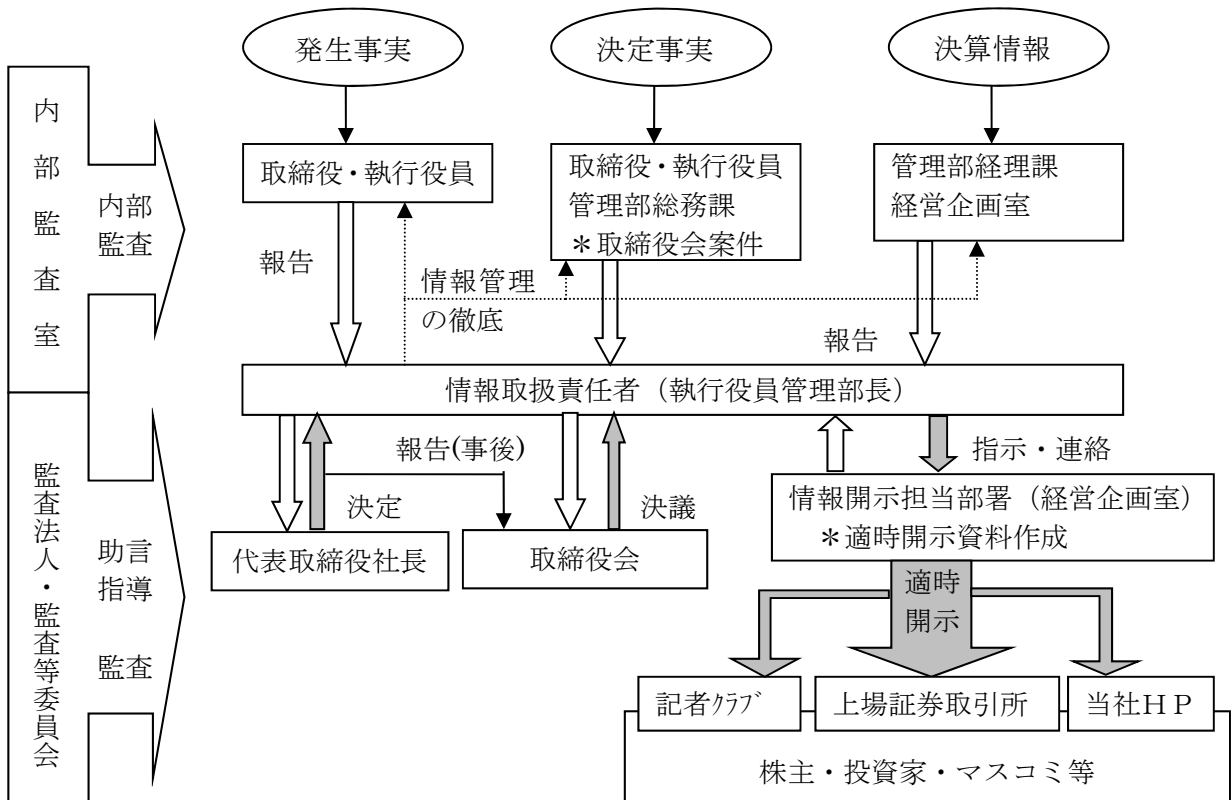 発生事実
決定事実
決算情報
内部監査室
内部
監査
取締役・執行役員
取締役・執行役員
管理部総務課
＊取締役会案件
管理部経理課
経営企画室
報告
情報管理
の徹底
報告
情報取扱責任者（執行役員管理部長）
監査法人・監査等委員会
助言
指導
監査
報告(事後)
決定
決議
指示・連絡
代表取締役社長
取締役会
情報開示担当部署（経営企画室）
＊適時開示資料作成
適時
開示
記者ｸﾗﾌﾞ
上場証券取引所
当社ＨＰ
株主・投資家・マスコミ等